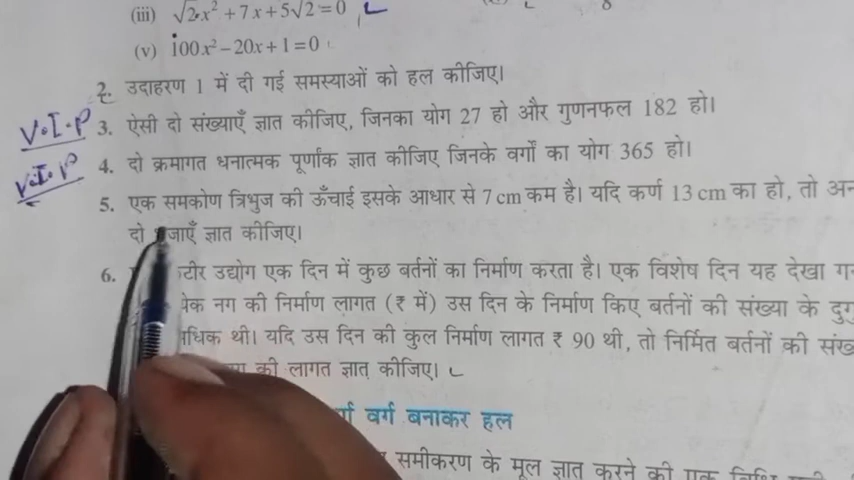 (iii) √2x² + 7x + 5√2 = 0
(v) 100x² – 20x + 1 = 0
2. उदाहरण 1 में दी गई समस्याओं को हल कीजिए।
V.I.P 3. ऐसी दो संख्याएँ ज्ञात कीजिए, जिनका योग 27 हो और गुणनफल 182 हो।
V.I.P 4. दो क्रमागत धनात्मक पूर्णांक ज्ञात कीजिए जिनके वर्गों का योग 365 हो।
5. एक समकोण त्रिभुज की ऊँचाई इसके आधार से 7 cm कम है। यदि कर्ण 13 cm का हो, तो
दो ज्ञात कीजिए।
6. उद्योग एक दिन में कुछ बर्तनों का निर्माण करता है। एक विशेष दिन यह देखा
नग की निर्माण लागत (₹ में) उस दिन के निर्माण किए बर्तनों की संख्या के
थी। यदि उस दिन की कुल निर्माण लागत ₹ 90 थी, तो निर्मित बर्तनों की
की लागत ज्ञात कीजिए।
वर्ग बनाकर हल
समीकरण के मूल ज्ञात करने की एक विधि